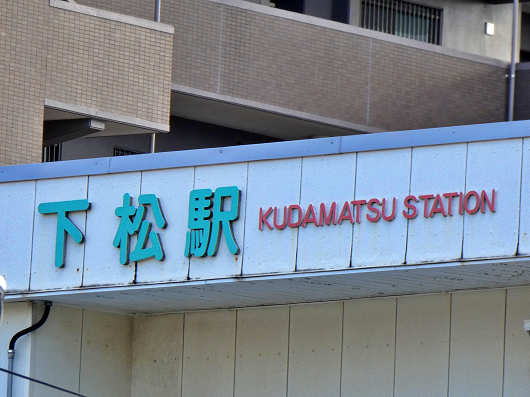 下松駅 KUDAMATSU STATION